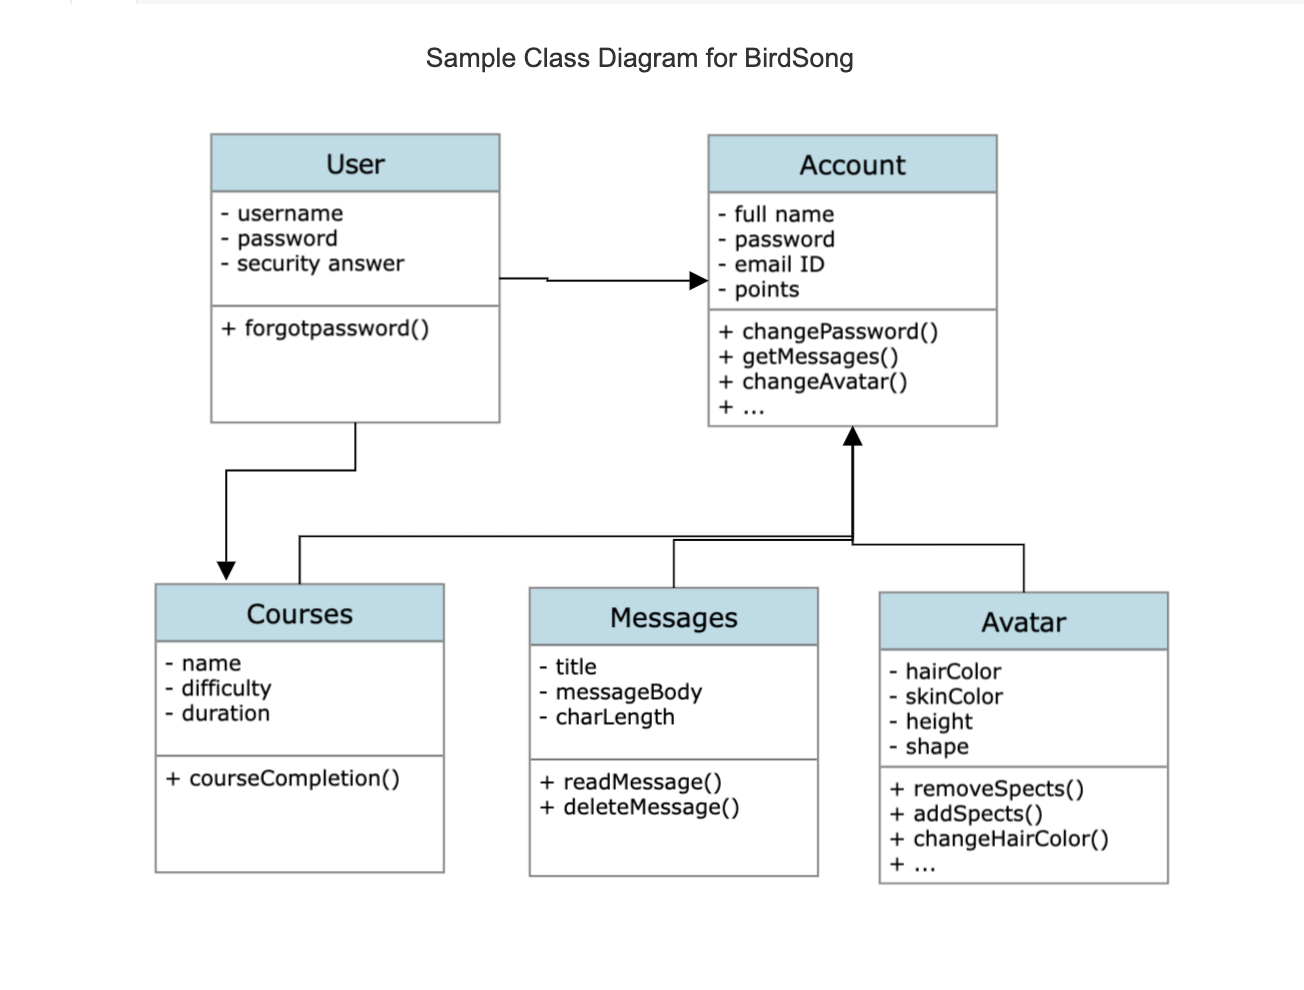 Sample Class Diagram for BirdSong
User
- username
- password
- security answer
+ forgotpassword()
Account
- full name
- password
- email ID
- points
+ changePassword()
+ getMessages()
+ changeAvatar()
+ ...
Courses
- name
- difficulty
- duration
+ courseCompletion()
Messages
- title
- messageBody
- charLength
+ readMessage()
+ deleteMessage()
Avatar
- hairColor
- skinColor
- height
- shape
+ removeSpects()
+ addSpects()
+ changeHairColor()
+ ...